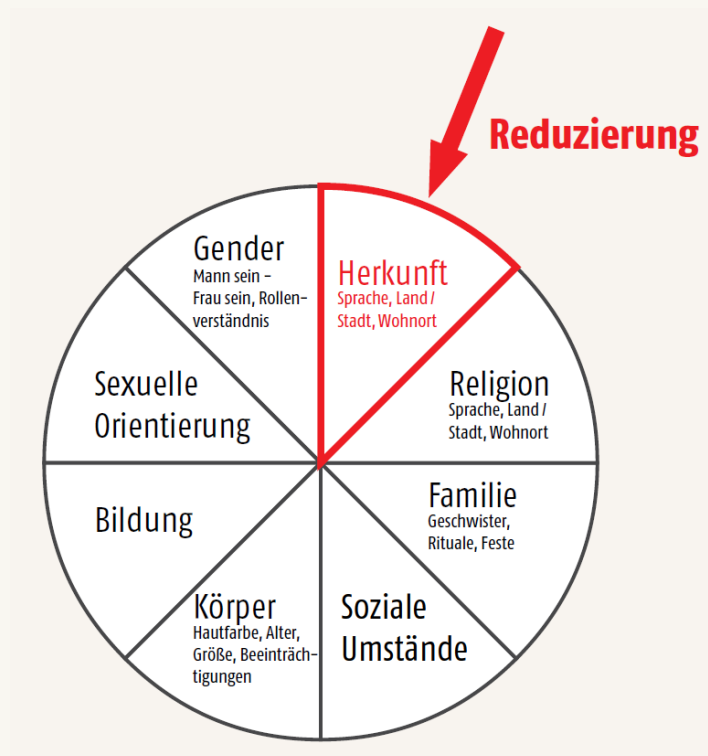 Reduzierung
Gender
Mann sein –
Frau sein, Rollen-
verständnis
Herkunft
Sprache, Land /
Stadt, Wohnort
Religion
Sprache, Land /
Stadt, Wohnort
Familie
Geschwister,
Rituale, Feste
Soziale
Umstände
Körper
Hautfarbe, Alter,
Größe, Beeinträch-
tigungen
Bildung
Sexuelle
Orientierung